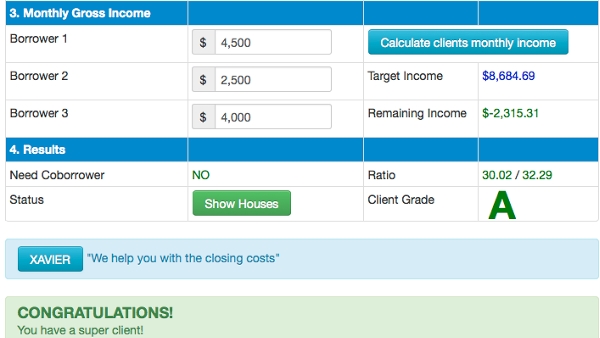 3. Monthly Gross Income
Borrower 1 $ 4,500 Calculate clients monthly income
Borrower 2 $ 2,500 Target Income $8,684.69
Borrower 3 $ 4,000 Remaining Income $-2,315.31
4. Results
Need Coborrower NO Ratio 30.02 / 32.29
Status Show Houses Client Grade A
XAVIER "We help you with the closing costs"
CONGRATULATIONS!
You have a super client!